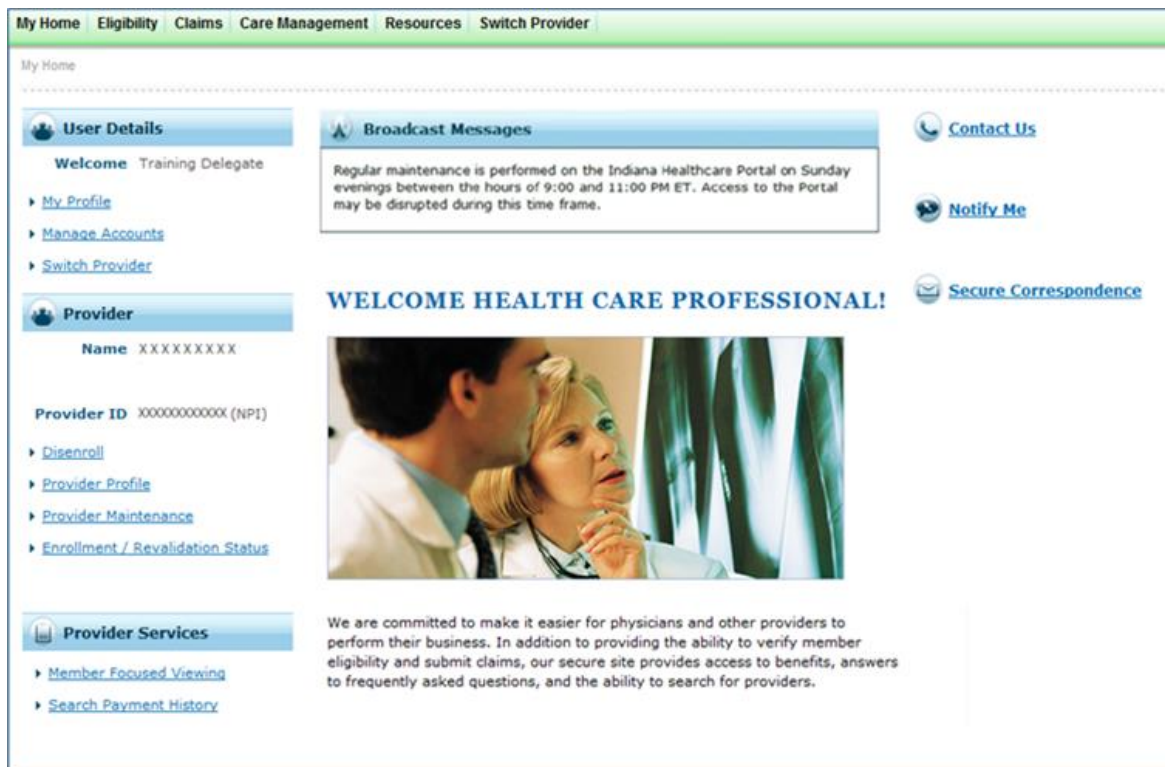 My Home Eligibility Claims Care Management Resources Switch Provider
My Home
User Details
Welcome Training Delegate
My Profile
Manage Accounts
Switch Provider
Provider
Name XXXXXXXXX
Provider ID XXXXXXXXXXX (NPI)
Disenroll
Provider Profile
Provider Maintenance
Enrollment / Revalidation Status
Provider Services
Member Focused Viewing
Search Payment History
Broadcast Messages
Regular maintenance is performed on the Indiana Healthcare Portal on Sunday
evenings between the hours of 9:00 and 11:00 PM ET. Access to the Portal
may be disrupted during this time frame.
WELCOME HEALTH CARE PROFESSIONAL!
We are committed to make it easier for physicians and other providers to
perform their business. In addition to providing the ability to verify member
eligibility and submit claims, our secure site provides access to benefits, answers
to frequently asked questions, and the ability to search for providers.
Contact Us
Notify Me
Secure Correspondence